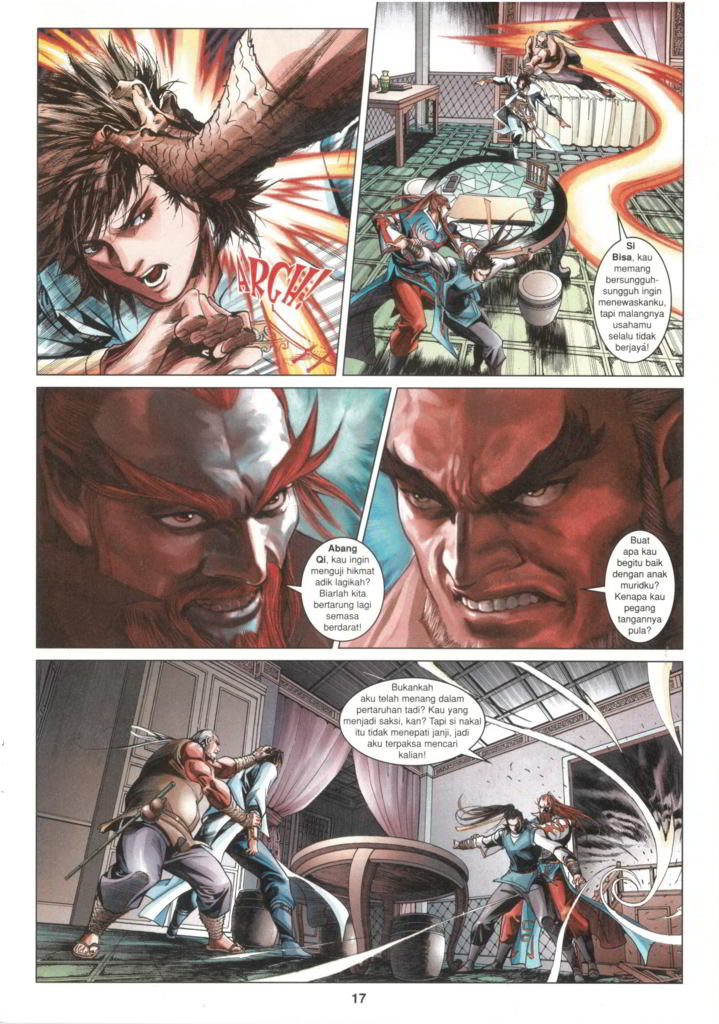 ARGH!
Si
Bisa, kau
memang
bersungguh-
sungguh ingin
menewaskanku,
tapi malangnya
usahamu
selalu tidak
berjaya!
Abang
Qi, kau ingin
menguji hikmat
adik lagikah?
Biarlah kita
bertarung lagi
semasa
berdarat!
Buat
apa kau
begitu baik
dengan anak
muridku?
Kenapa kau
pegang
tangannya
pula?
Bukankah
aku telah menang dalam
pertaruhan tadi? Kau yang
menjadi saksi, kan? Tapi si nakal
itu tidak menepati janji, jadi
aku terpaksa mencari
kalian!
17